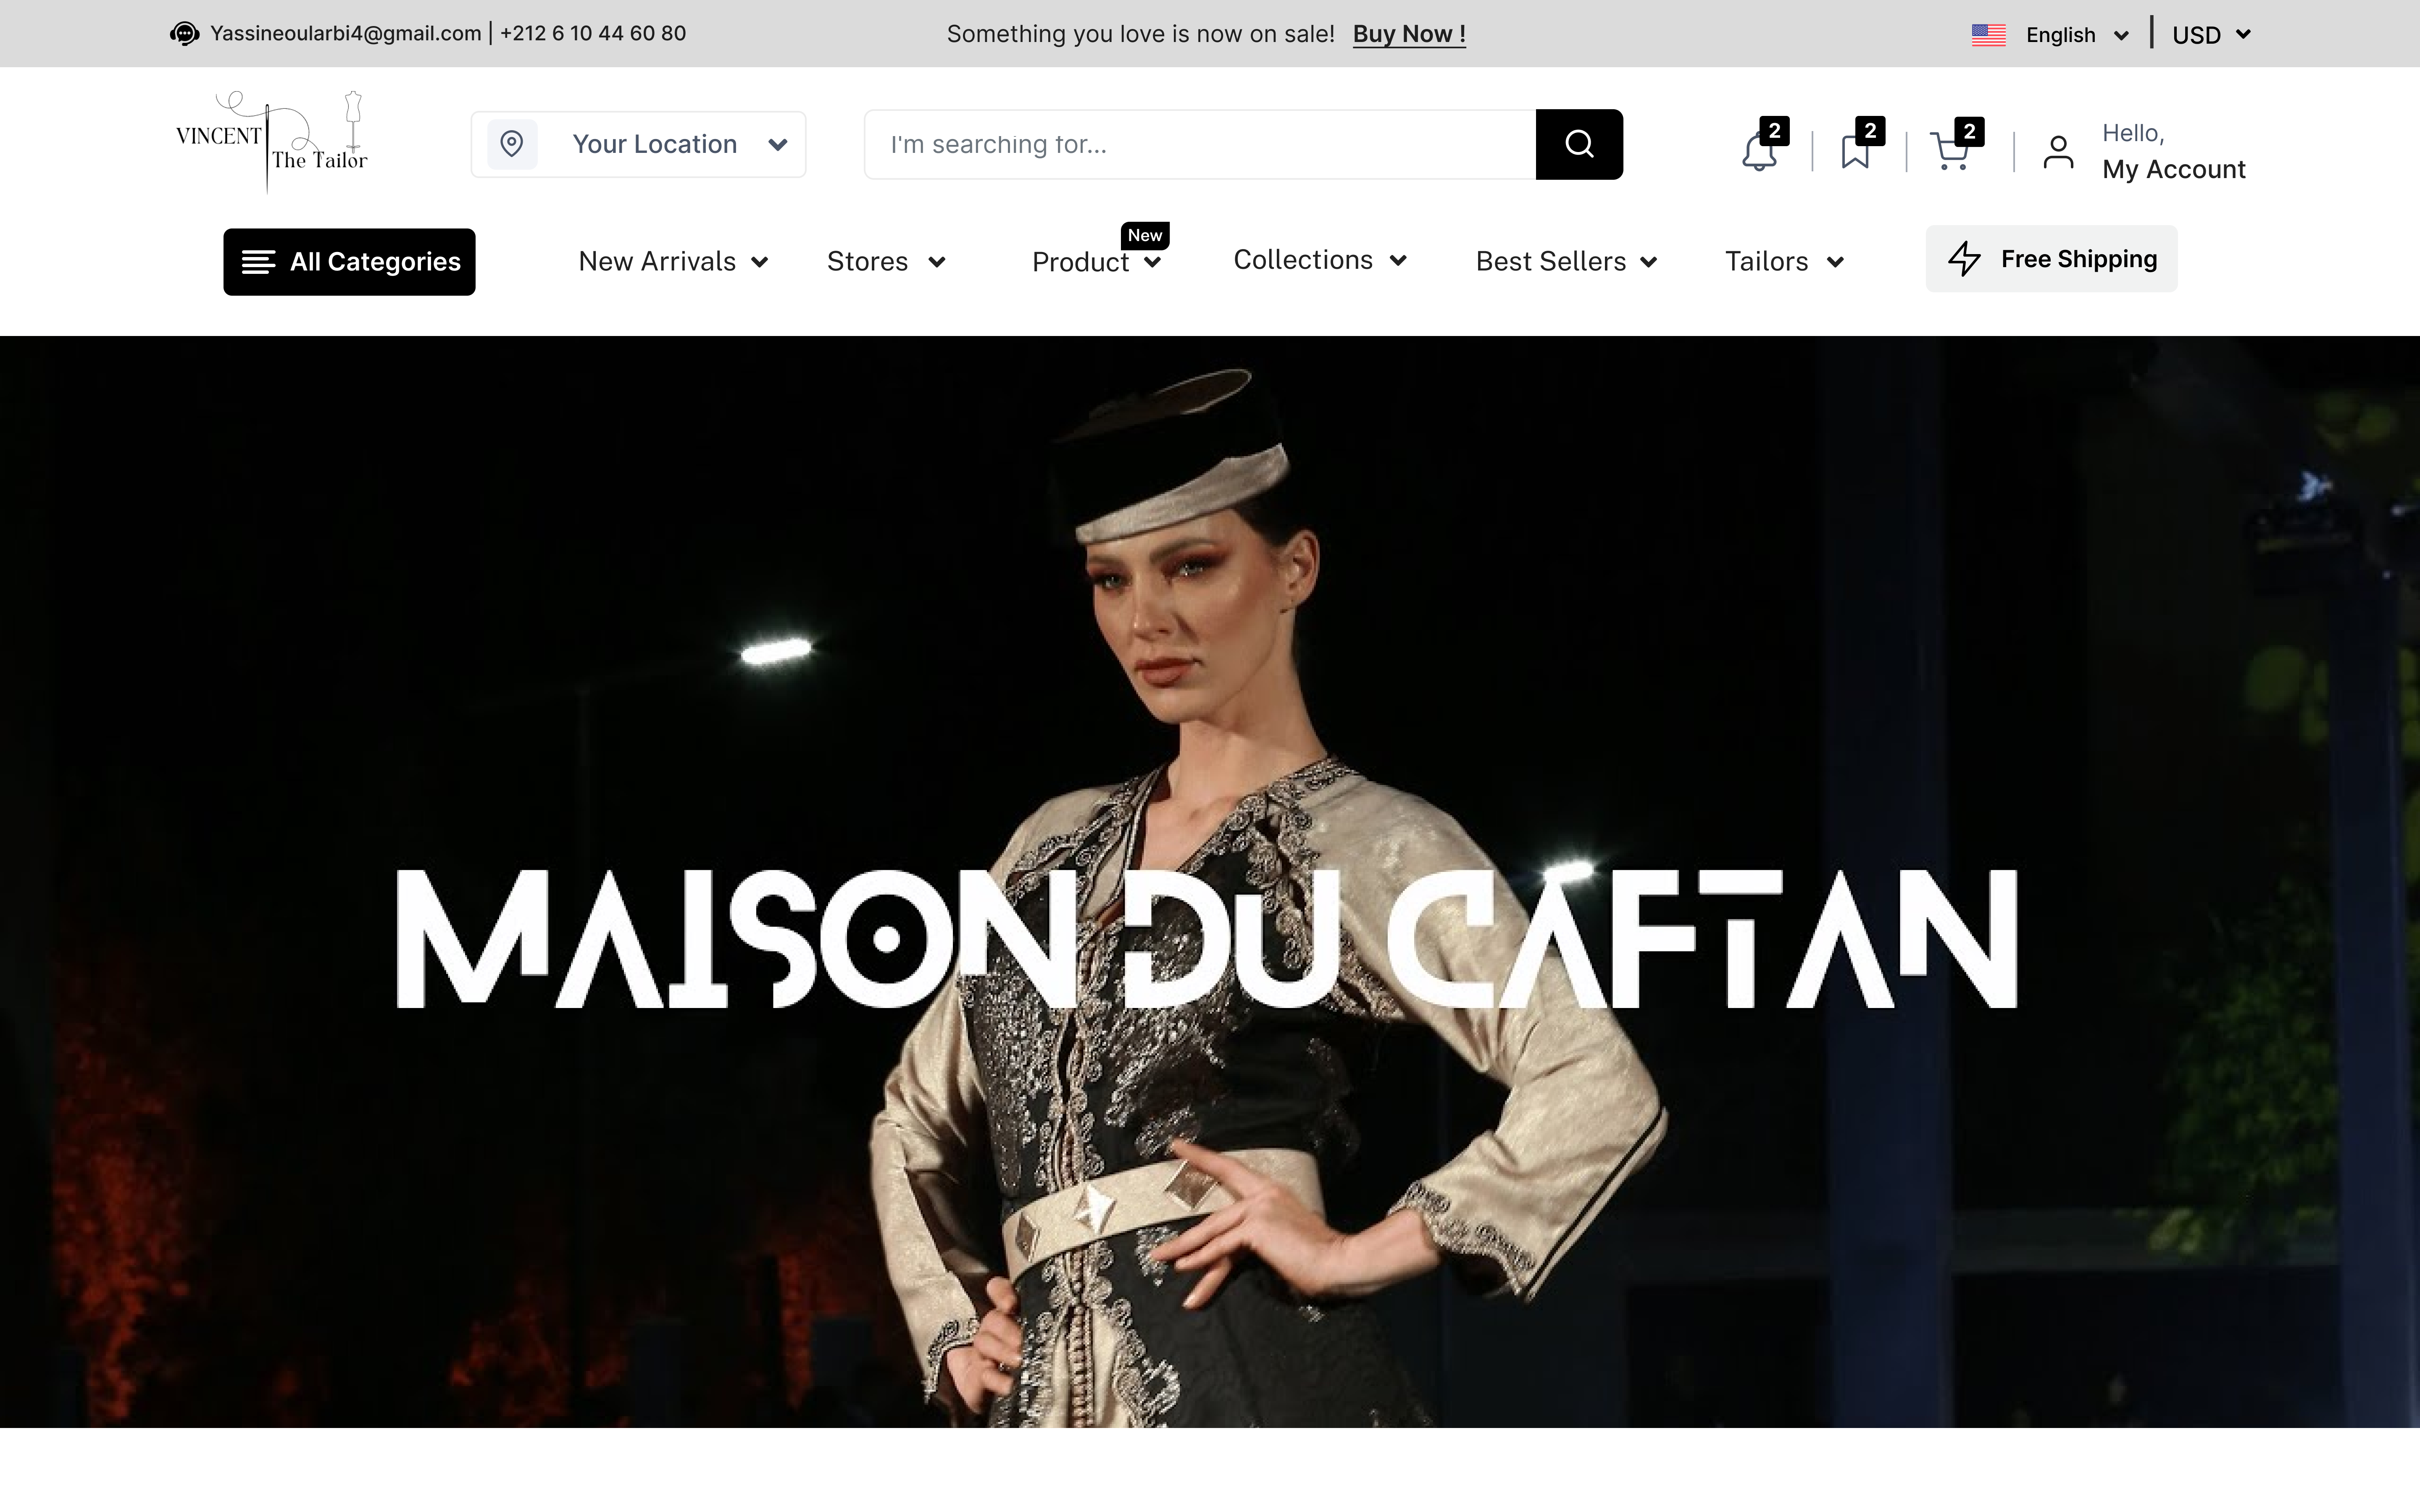 Yassineoularbi4@gmail.com | +212 6 10 44 60 80
Something you love is now on sale! Buy Now !
English
USD
VINCENT
The Tailor
Your Location
I'm searching for...
2
2
2
Hello,
My Account
All Categories
New Arrivals
Stores
Product
New
Collections
Best Sellers
Tailors
Free Shipping
MAISON DU CAFTAN